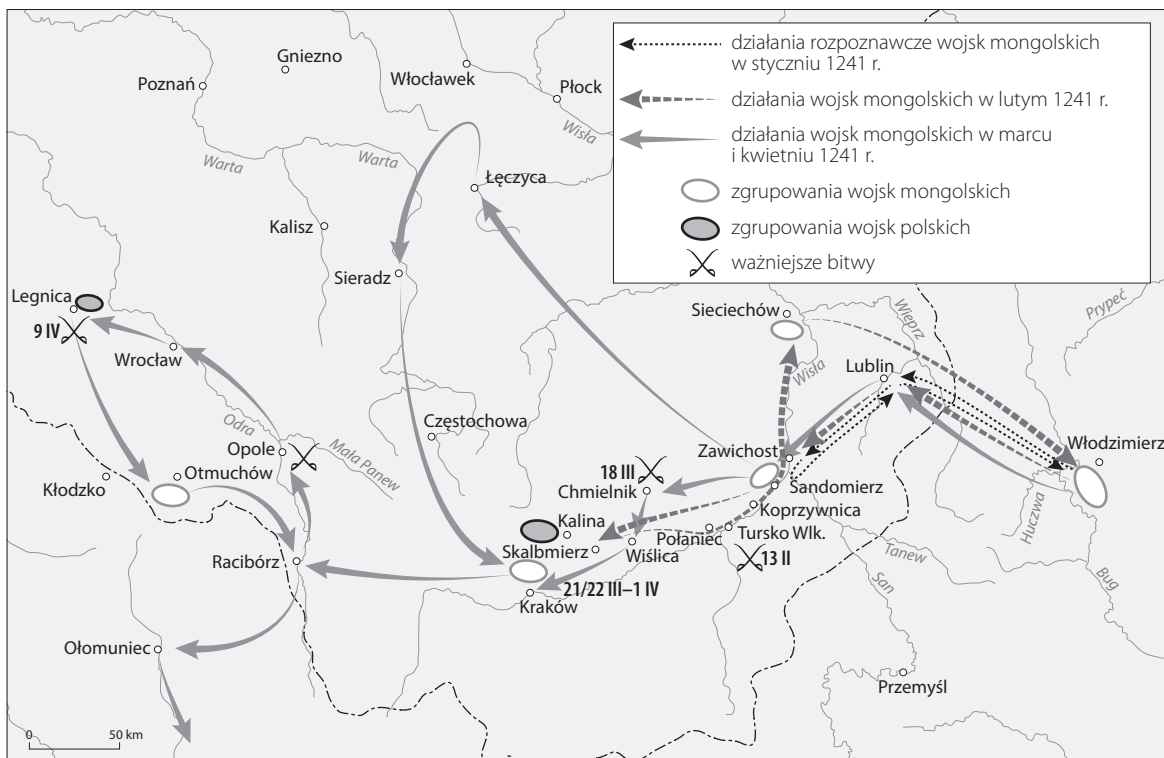 działania rozpoznawcze wojsk mongolskich
w styczniu 1241 r.
działania wojsk mongolskich w lutym 1241 r.
działania wojsk mongolskich w marcu
i kwietniu 1241 r.
zgrupowania wojsk mongolskich
zgrupowania wojsk polskich
ważniejsze bitwy
Gniezno
Poznań
Włocławek
Płock
Wisła
Warta
Warta
Łęczyca
Kalisz
Sieradz
Legnica
9 IV
Wrocław
Sieciechów
Wieprz
Prypeć
Wisła
Lublin
Częstochowa
Odra
Opole
Mała Panew
Otmuchów
Kłodzko
Włodzimierz
Zawichost
18 III
Chmielnik
Sandomierz
Koprzywnica
Huczwa
Kalina
Połaniec
Tursko Wlk.
Skalbmierz
Wiślica
13 II
Tanew
San
Bug
Racibórz
21/22 III–1 IV
Kraków
Ołomuniec
Przemyśl
0
50 km